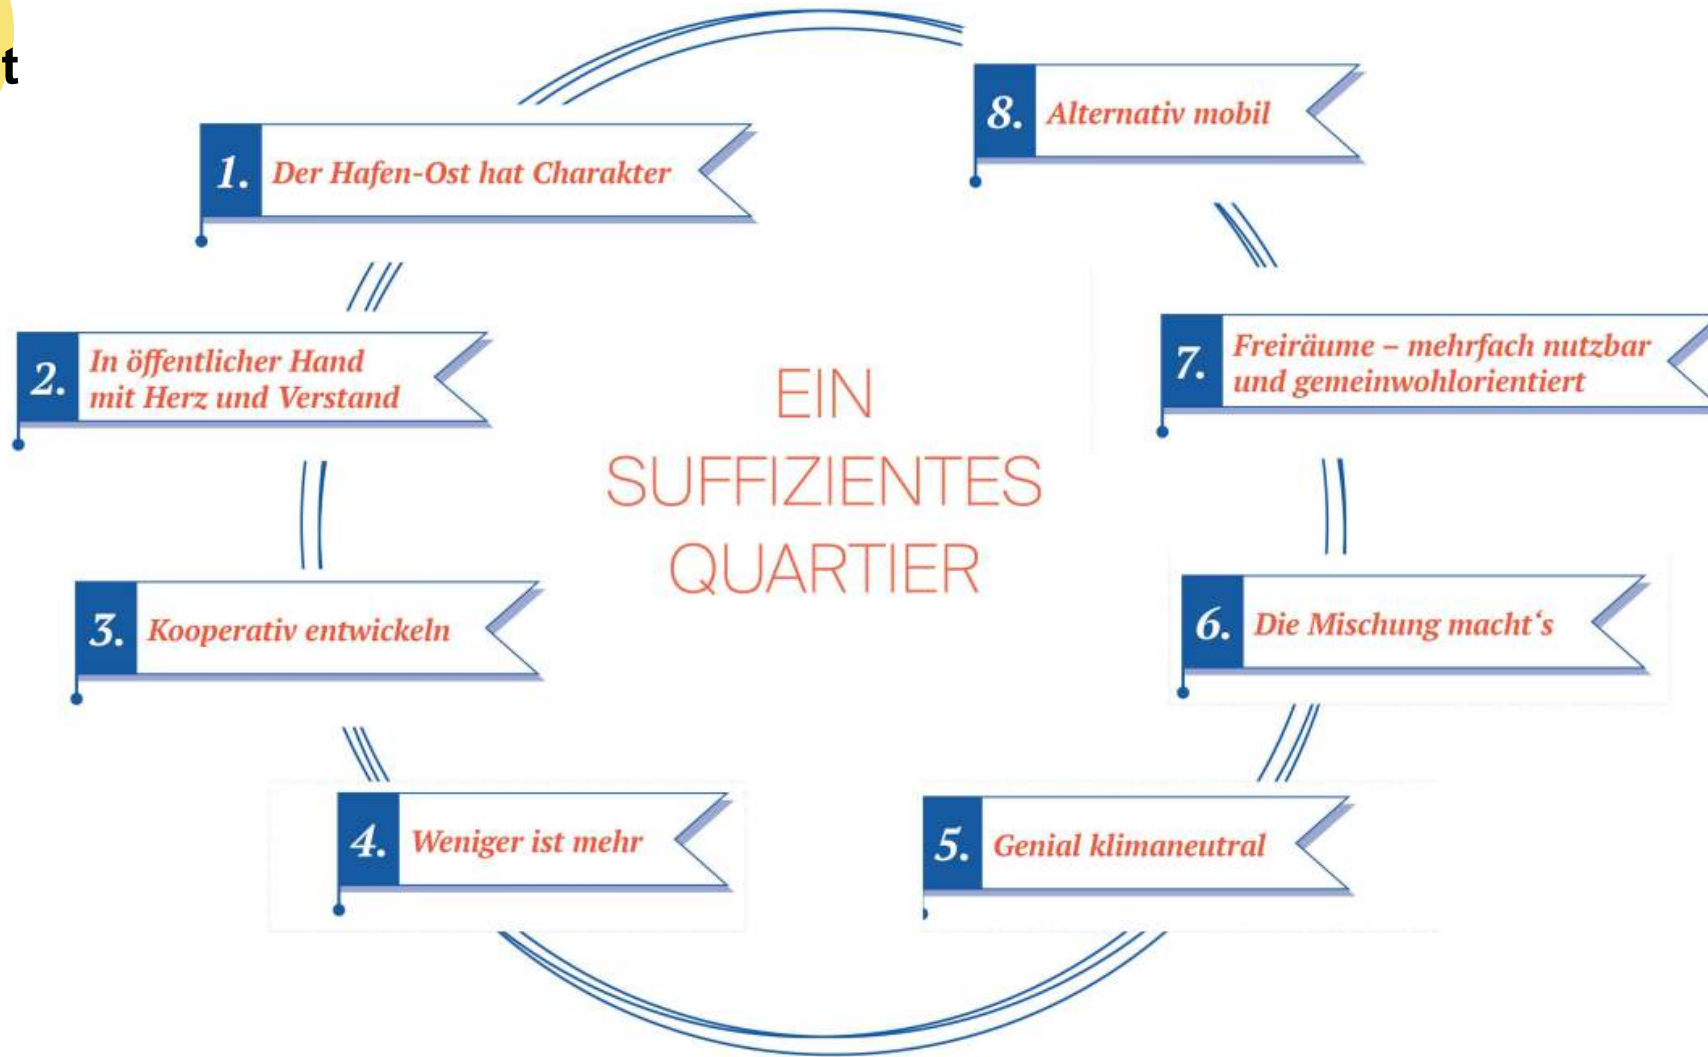 t
1. Der Hafen-Ost hat Charakter
2. In öffentlicher Hand
mit Herz und Verstand
3. Kooperativ entwickeln
4. Weniger ist mehr
5. Genial klimaneutral
6. Die Mischung macht‘s
7. Freiräume – mehrfach nutzbar
und gemeinwohlorientiert
8. Alternativ mobil
EIN
SUFFIZIENTES
QUARTIER